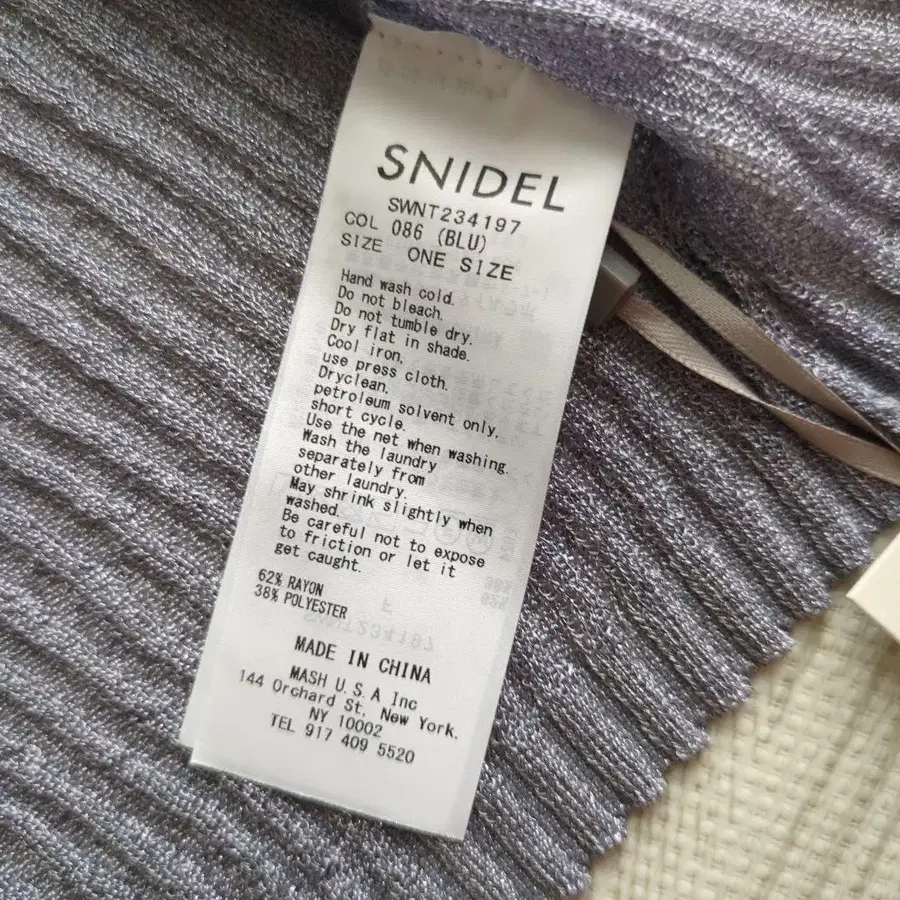 SNIDEL
SWNT234197
COL 086 (BLU)
SIZE ONE SIZE
Hand wash cold.
Do not bleach.
Do not tumble dry.
Dry flat in shade.
Cool iron,
use press cloth.
Dryclean,
petroleum solvent only,
short cycle.
Use the net when washing.
Wash the laundry
separately from
other laundry.
May shrink slightly when
washed.
Be careful not to expose
to friction or let it
get caught.
62% RAYON
38% POLYESTER
MADE IN CHINA
MASH U.S.A Inc
144 Orchard St. New York.
NY 10002
TEL 917 409 5520